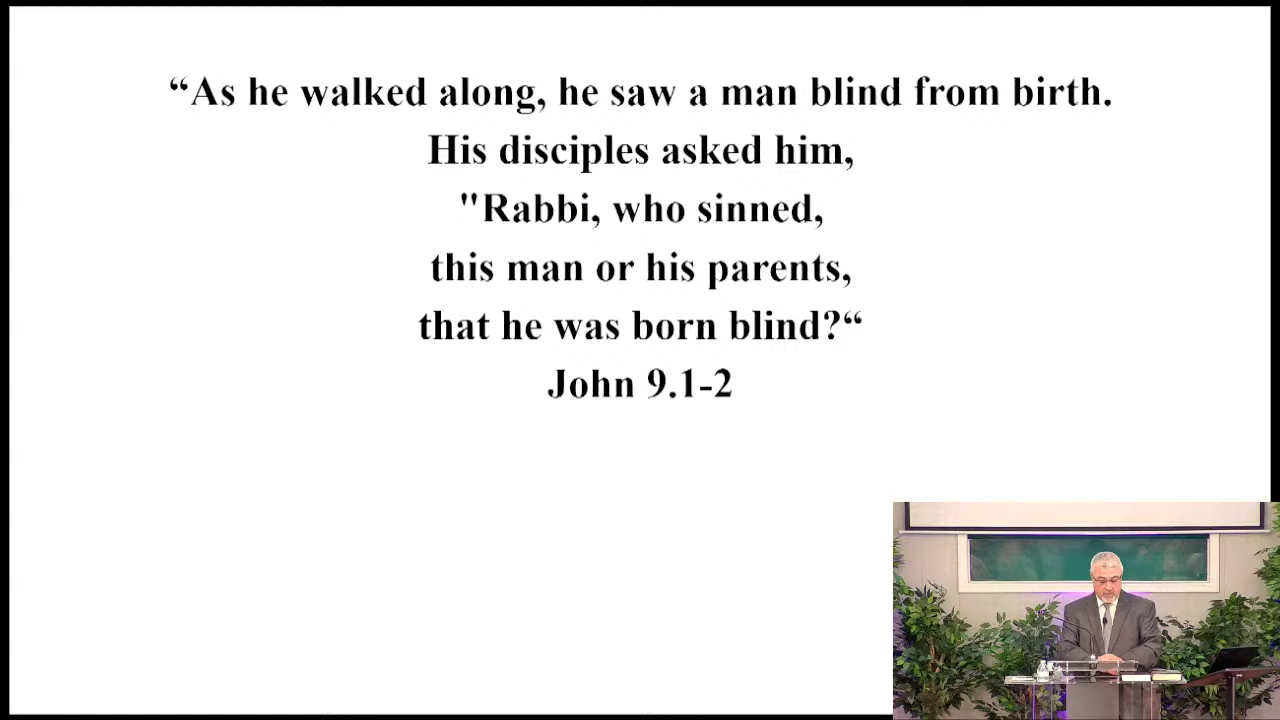 “As he walked along, he saw a man blind from birth.
His disciples asked him,
"Rabbi, who sinned,
this man or his parents,
that he was born blind?“
John 9.1-2